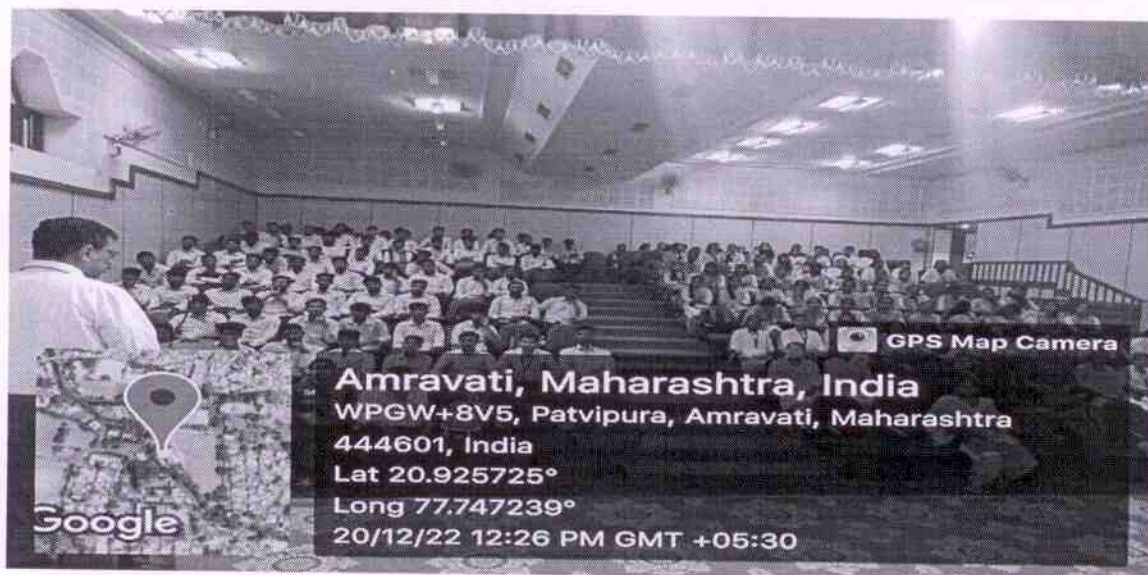 GPS Map Camera
Amravati, Maharashtra, India
WPGW+8V5, Patvipura, Amravati, Maharashtra
444601, India
Lat 20.925725°
Long 77.747239°
20/12/22 12:26 PM GMT +05:30
Google